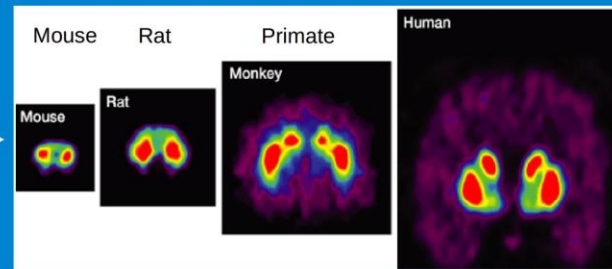 Mouse
Rat
Primate
Human
Monkey
Rat
Mouse